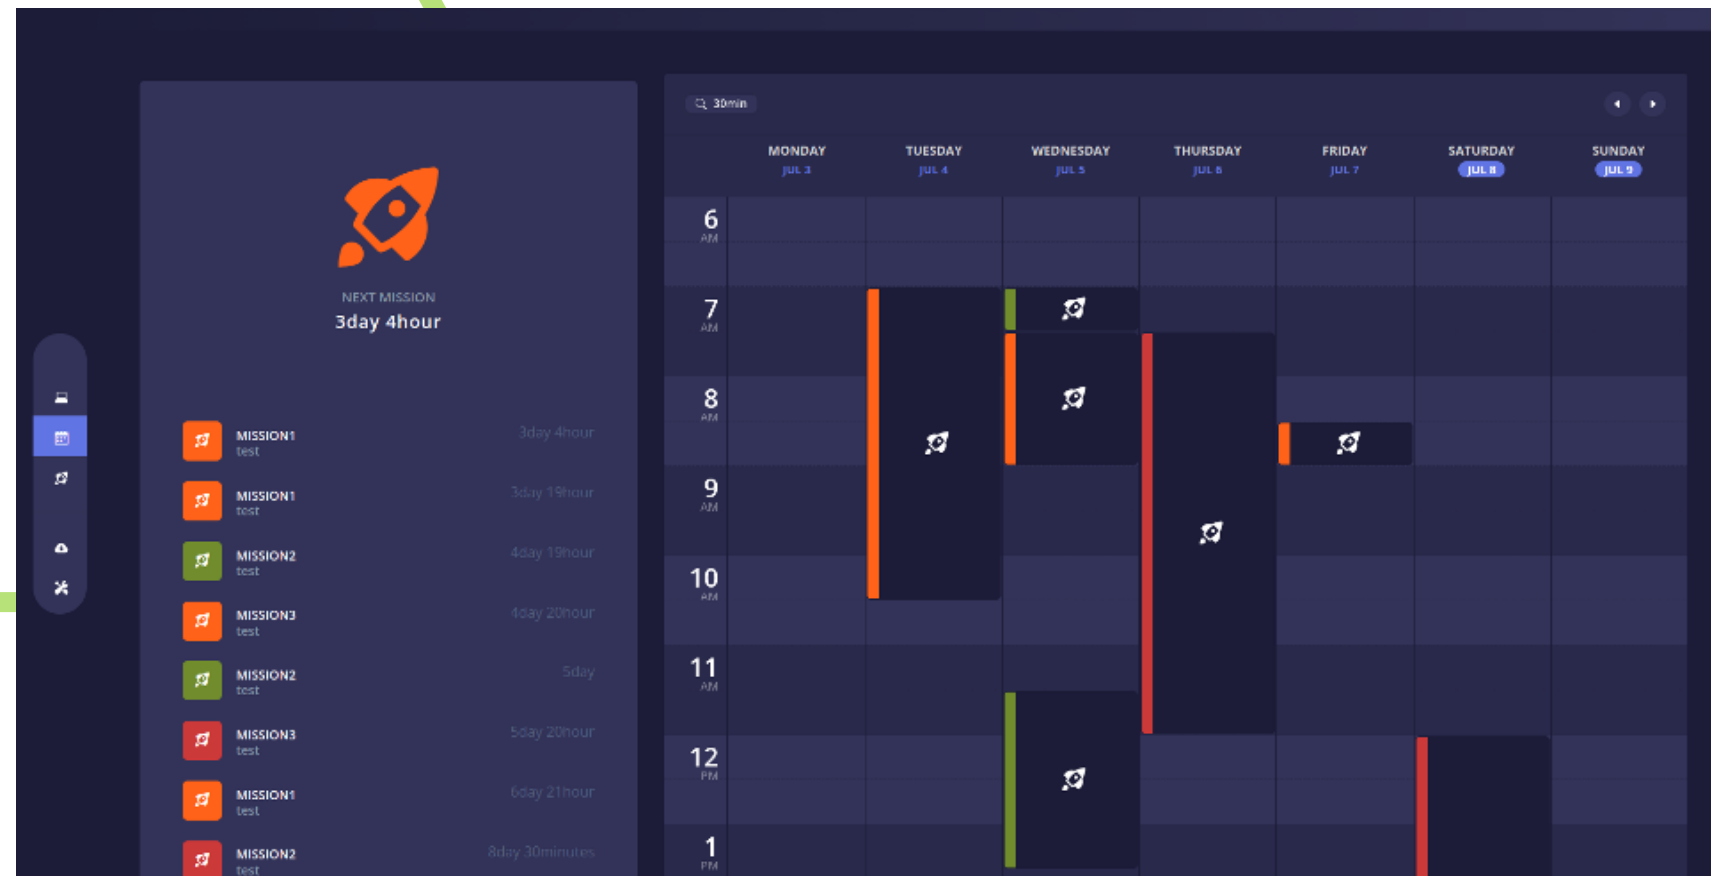 NEXT MISSION
3day 4hour
MISSION1
test
3day 4hour
MISSION1
test
3day 19hour
MISSION2
test
4day 19hour
MISSION3
test
4day 20hour
MISSION2
test
5day
MISSION3
test
5day 20hour
MISSION1
test
6day 21hour
MISSION2
test
8day 30minutes
30min
MONDAY
JUL 3
TUESDAY
JUL 4
WEDNESDAY
JUL 5
THURSDAY
JUL 6
FRIDAY
JUL 7
SATURDAY
JUL 8
SUNDAY
JUL 9
6
AM
7
AM
8
AM
9
AM
10
AM
11
AM
12
PM
1
PM